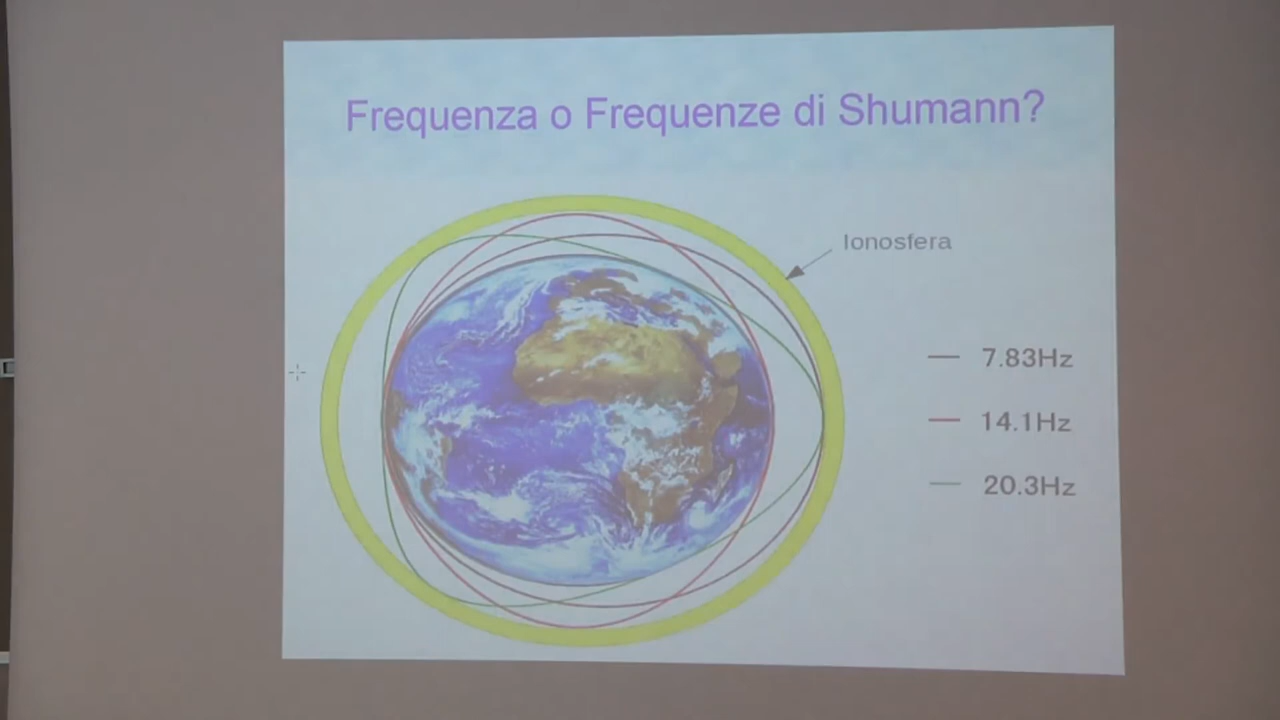 Frequenza o Frequenze di Shumann?
Ionosfera
7.83Hz
14.1Hz
20.3Hz